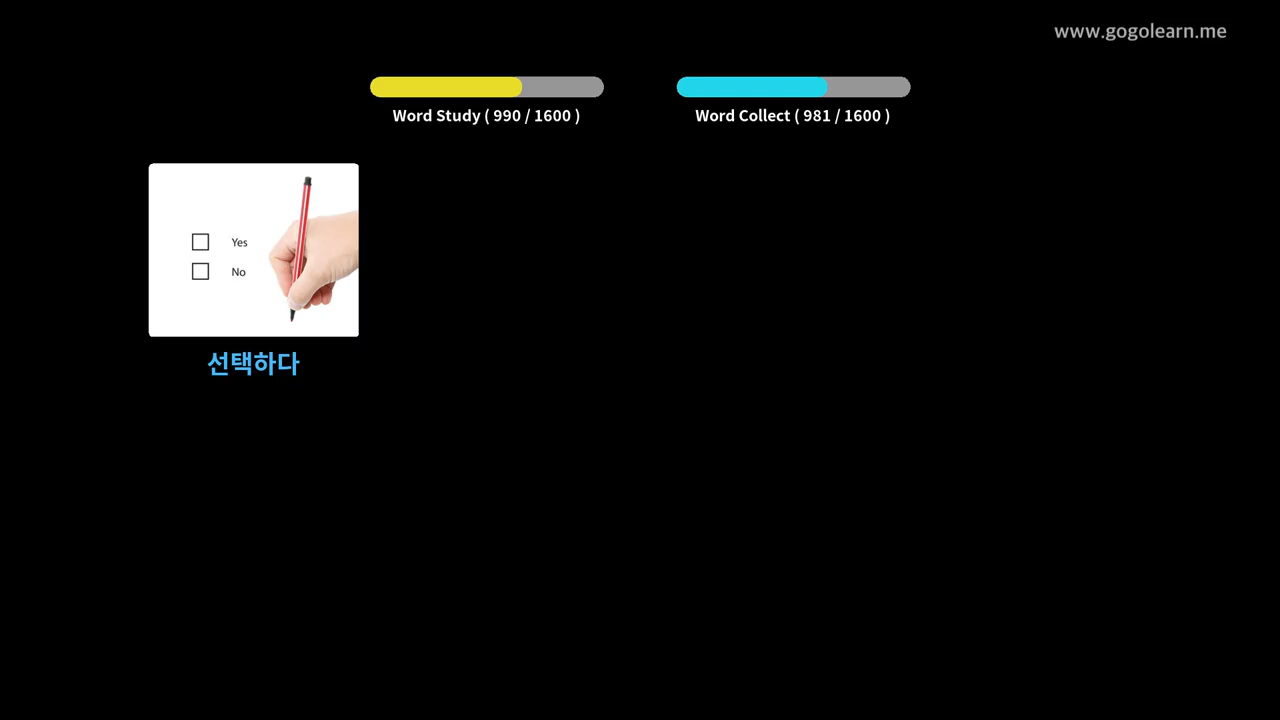 www.gogolearn.me
Word Study ( 990 / 1600 )
Word Collect ( 981 / 1600 )
Yes
No
선택하다